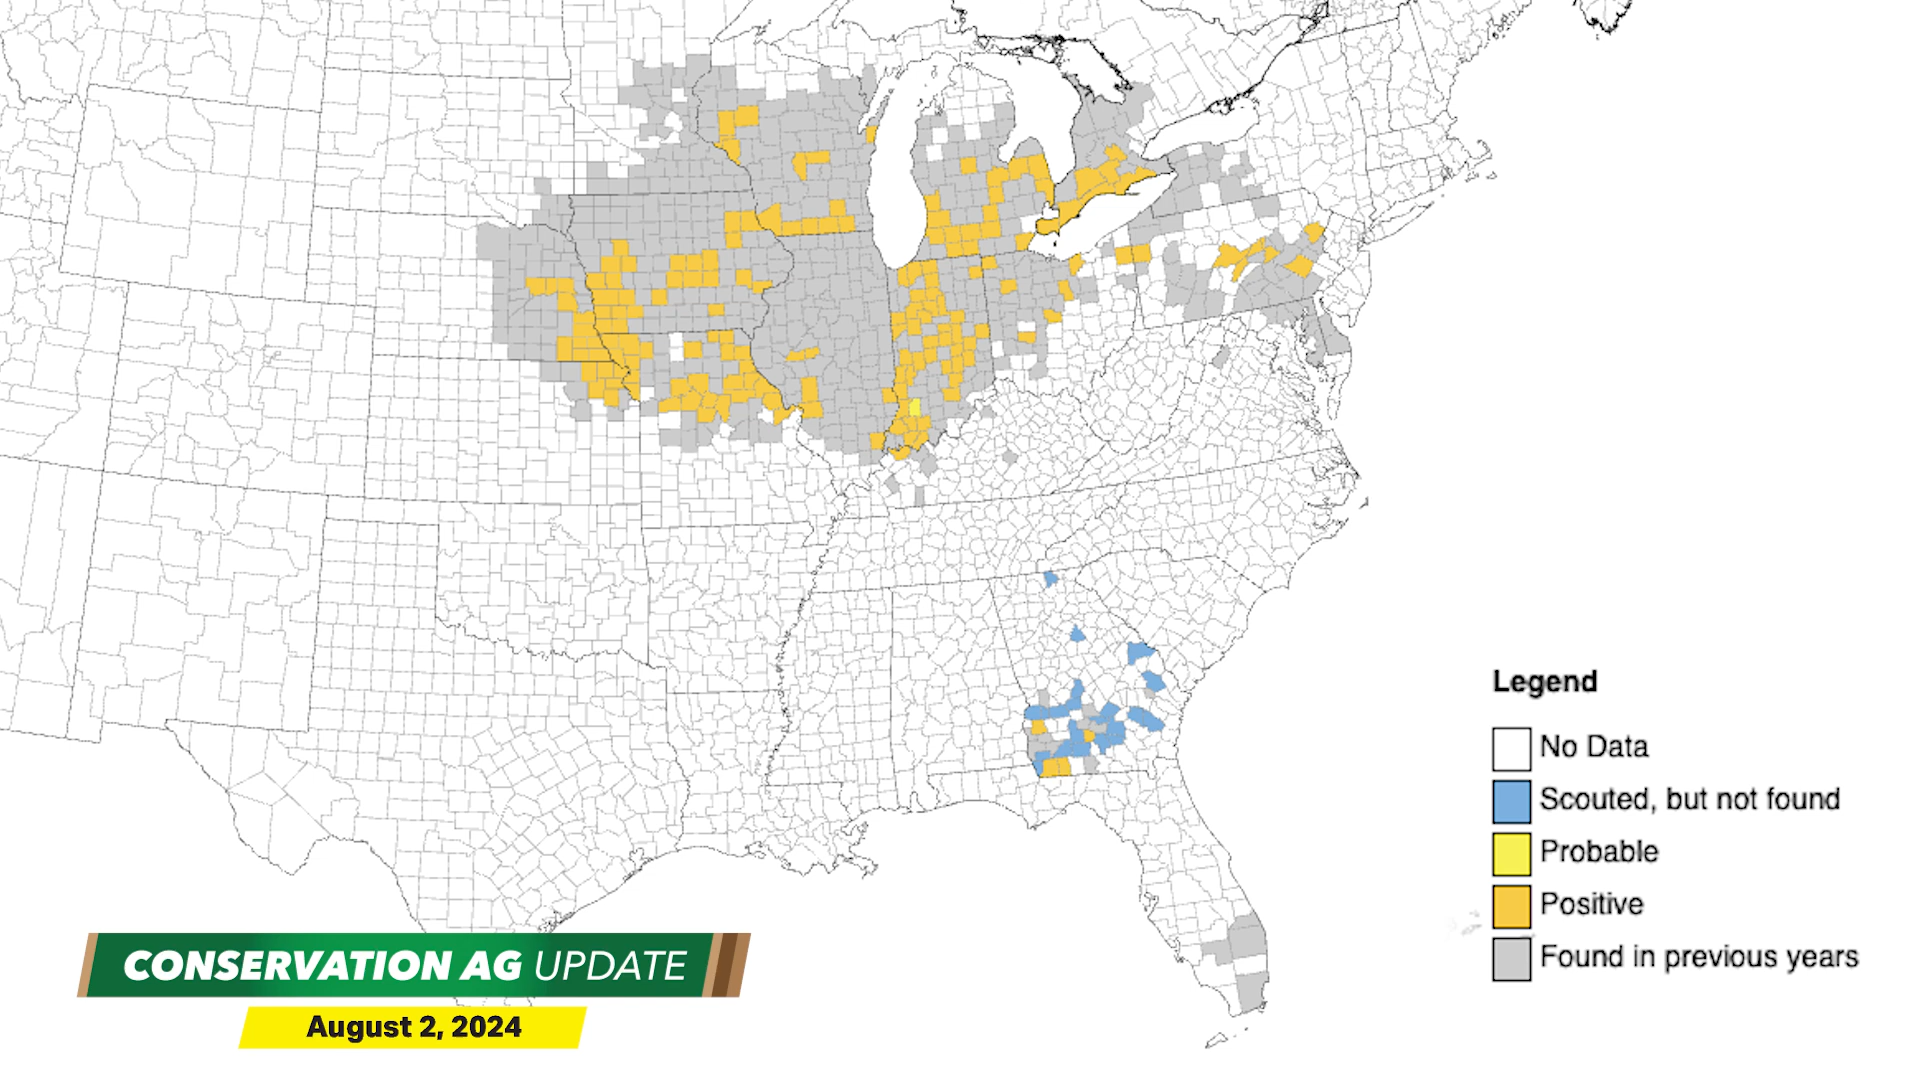 Legend
No Data
Scouted, but not found
Probable
Positive
Found in previous years
CONSERVATION AG UPDATE
August 2, 2024